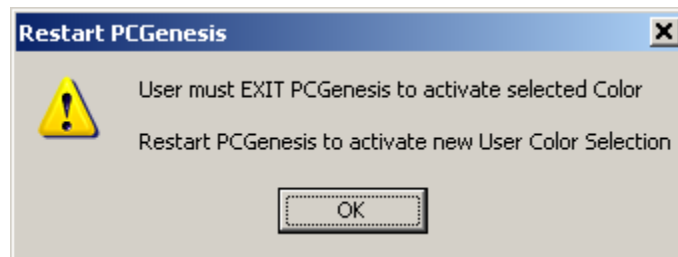 Restart PCGenesis
User must EXIT PCGenesis to activate selected Color
Restart PCGenesis to activate new User Color Selection
OK